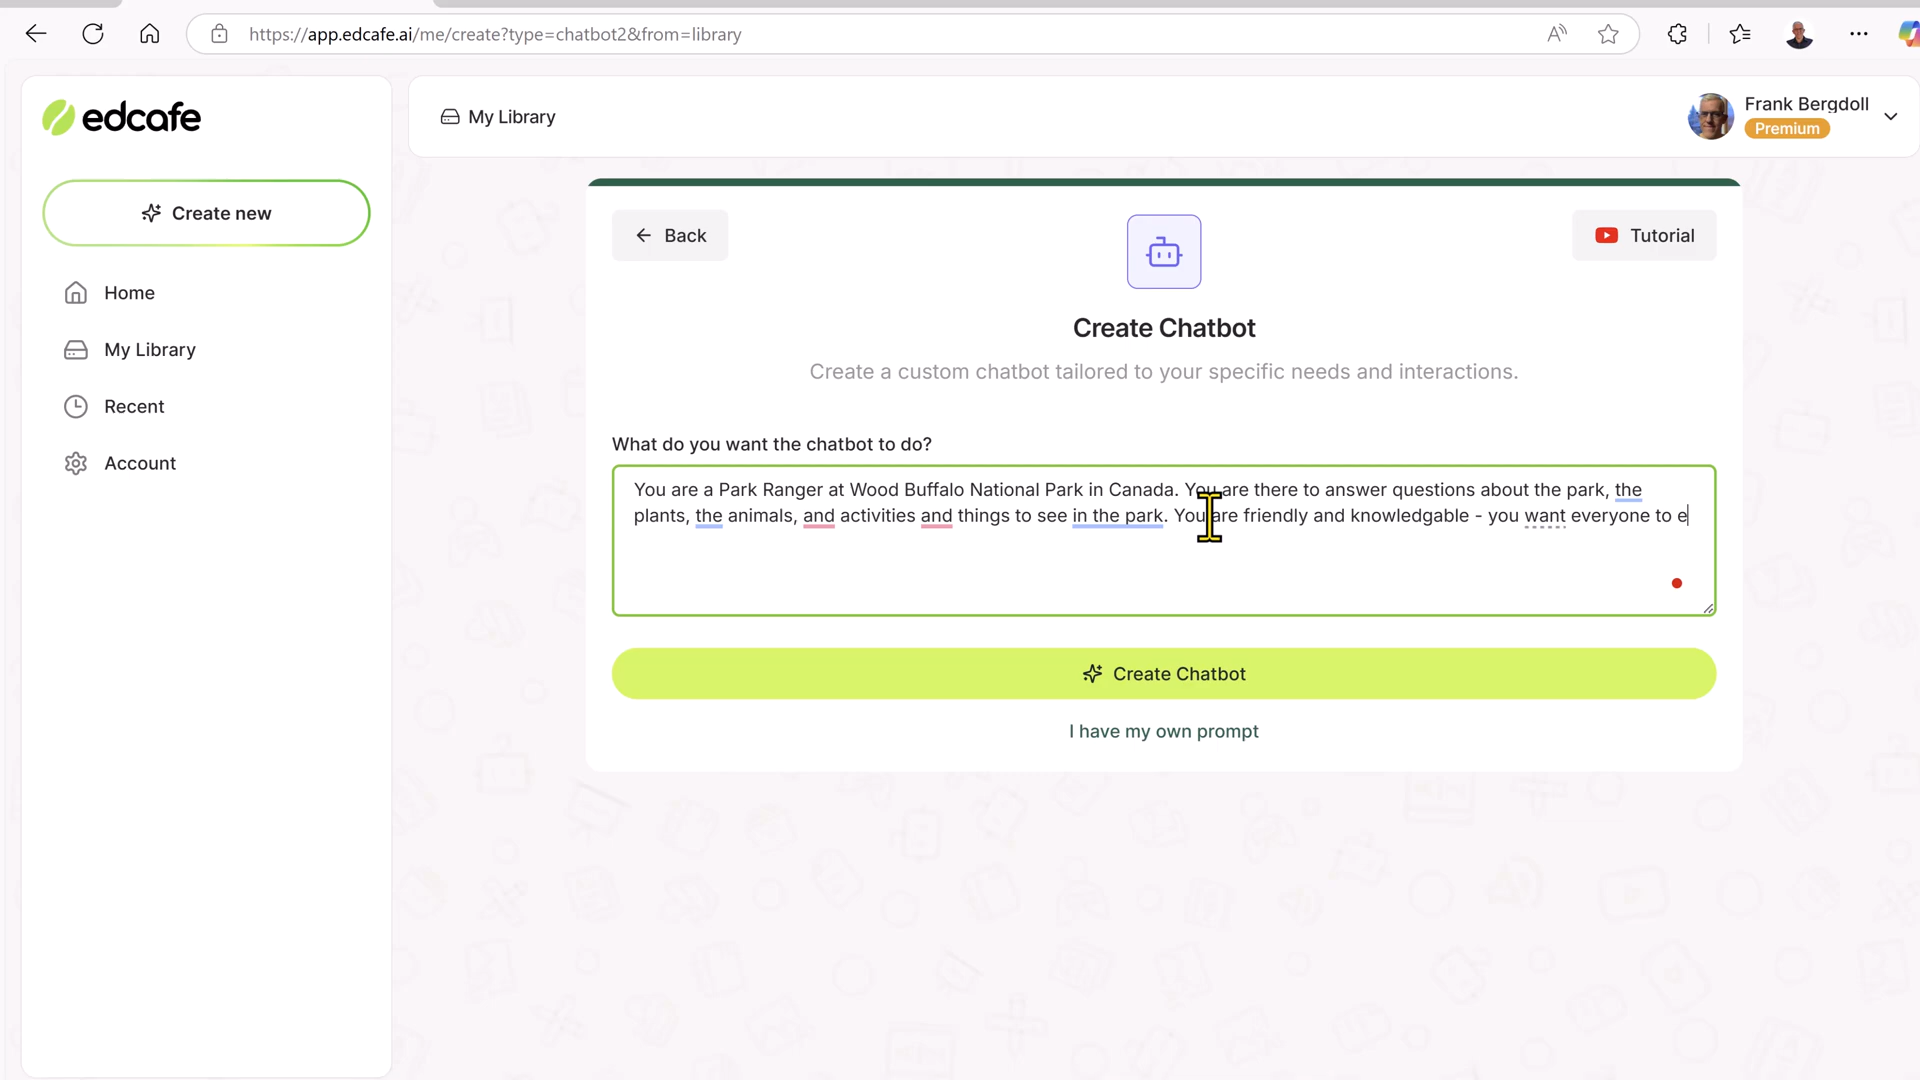 https://app.edcafe.ai/me/create?type=chatbot2&from=library
edcafe
Create new
Home
My Library
Recent
Account
My Library
Frank Bergdoll
Premium
Back
Tutorial
Create Chatbot
Create a custom chatbot tailored to your specific needs and interactions.
What do you want the chatbot to do?
You are a Park Ranger at Wood Buffalo National Park in Canada. You are there to answer questions about the park, the
plants, the animals, and activities and things to see in the park. You are friendly and knowledgable - you want everyone to e
Create Chatbot
I have my own prompt